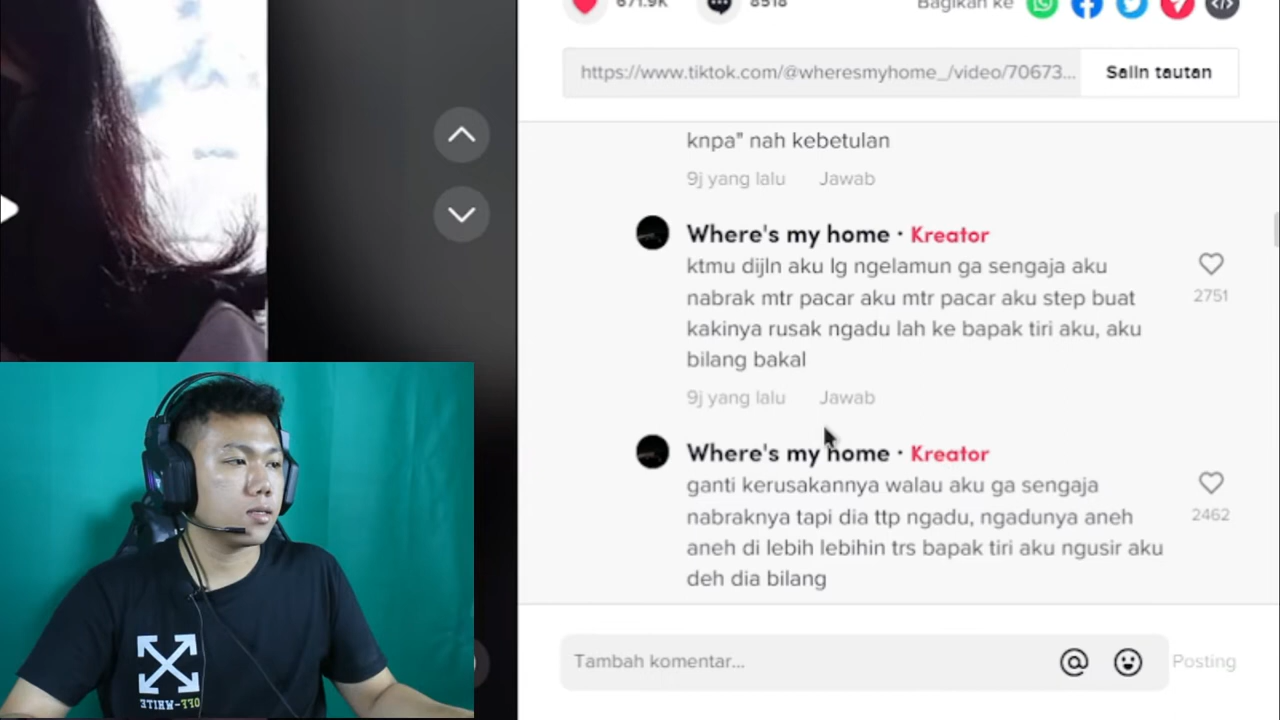 671.9K 8518 Bagikan ke
https://www.tiktok.com/@wheresmyhome_/video/70673... Salin tautan
knpa" nah kebetulan
9j yang lalu Jawab
Where's my home · Kreator
ktmu dijln aku lg ngelamun ga sengaja aku
nabrak mtr pacar aku mtr pacar aku step buat
kakinya rusak ngadu lah ke bapak tiri aku, aku
bilang bakal
2751
9j yang lalu Jawab
Where's my home · Kreator
ganti kerusakannya walau aku ga sengaja
nabraknya tapi dia ttp ngadu, ngadunya aneh
aneh di lebih lebihin trs bapak tiri aku ngusir aku
deh dia bilang
2462
Tambah komentar... Posting
OFF-WHITE